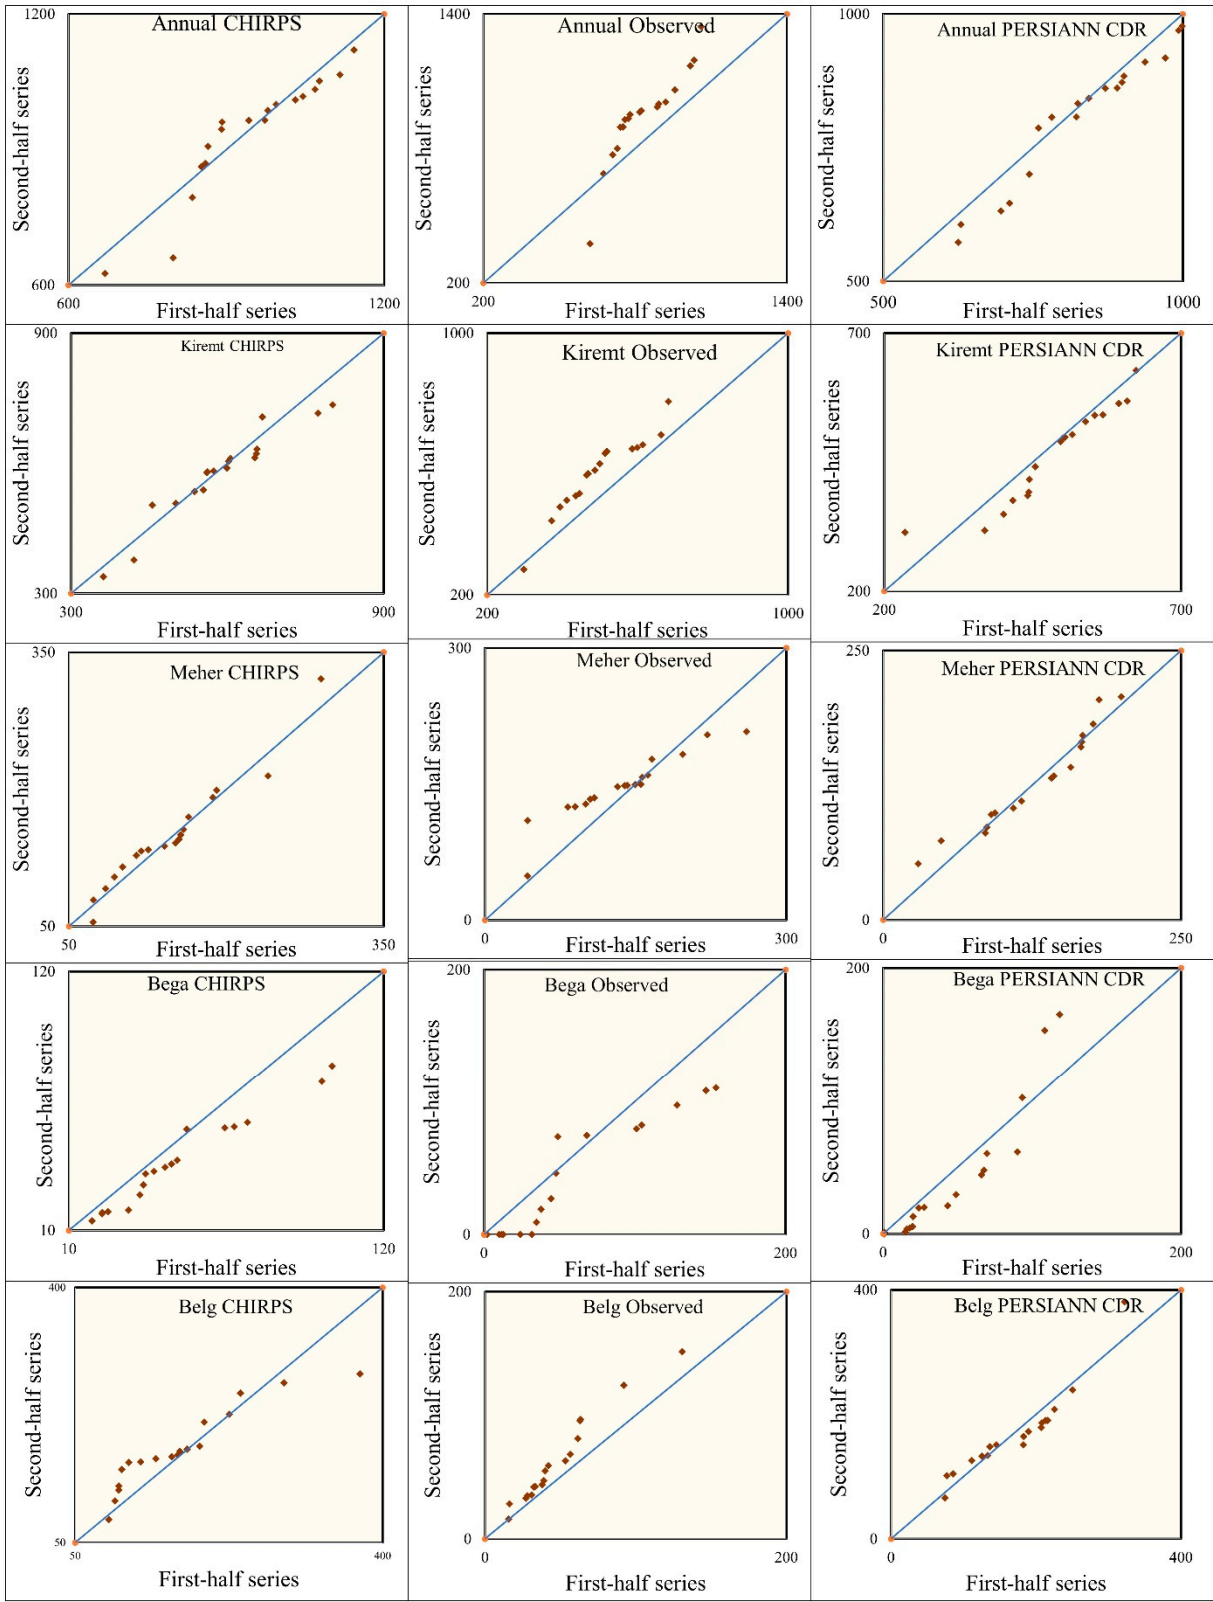 1200
Annual CHIRPS
Second-half series
600
600
1200
First-half series
1400
Annual Observed
Second-half series
200
200
1400
First-half series
1000
Annual PERSIANN CDR
Second-half series
500
500
1000
First-half series
900
Kiremt CHIRPS
Second-half series
300
300
900
First-half series
1000
Kiremt Observed
Second-half series
200
200
1000
First-half series
700
Kiremt PERSIANN CDR
Second-half series
200
200
700
First-half series
350
Meher CHIRPS
Second-half series
50
50
350
First-half series
300
Meher Observed
Second-half series
0
0
300
First-half series
250
Meher PERSIANN CDR
Second-half series
0
0
250
First-half series
120
Bega CHIRPS
Second-half series
10
10
120
First-half series
200
Bega Observed
Second-half series
0
0
200
First-half series
200
Bega PERSIANN CDR
Second-half series
0
0
200
First-half series
400
Belg CHIRPS
Second-half series
50
50
400
First-half series
200
Belg Observed
Second-half series
0
0
200
First-half series
400
Belg PERSIANN CDR
Second-half series
0
0
400
First-half series